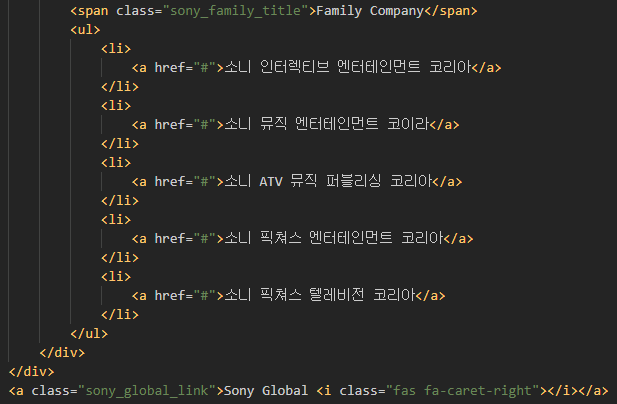 <span class="sony_family_title">Family Company</span>
<ul>
<li>
<a href="#">소니 인터렉티브 엔터테인먼트 코리아</a>
</li>
<li>
<a href="#">소니 뮤직 엔터테인먼트 코이라</a>
</li>
<li>
<a href="#">소니 ATV 뮤직 퍼블리싱 코리아</a>
</li>
<li>
<a href="#">소니 픽쳐스 엔터테인먼트 코리아</a>
</li>
<li>
<a href="#">소니 픽쳐스 텔레비전 코리아</a>
</li>
</ul>
</div>
</div>
<a class="sony_global_link">Sony Global <i class="fas fa-caret-right"></i></a>